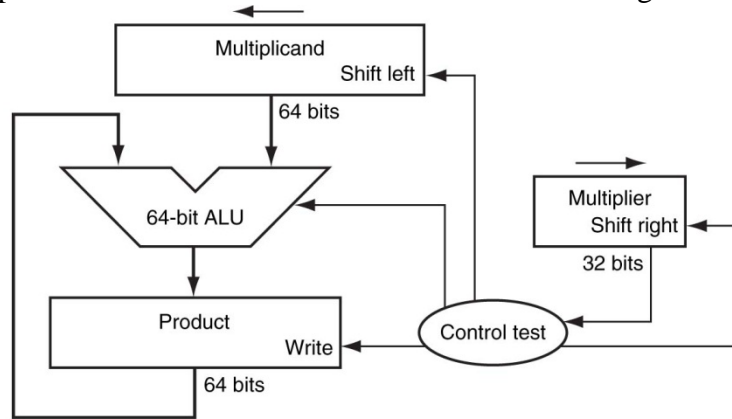 Multiplicand
Shift left
64 bits
64-bit ALU
Multiplier
Shift right
32 bits
Product
Write
Control test
64 bits